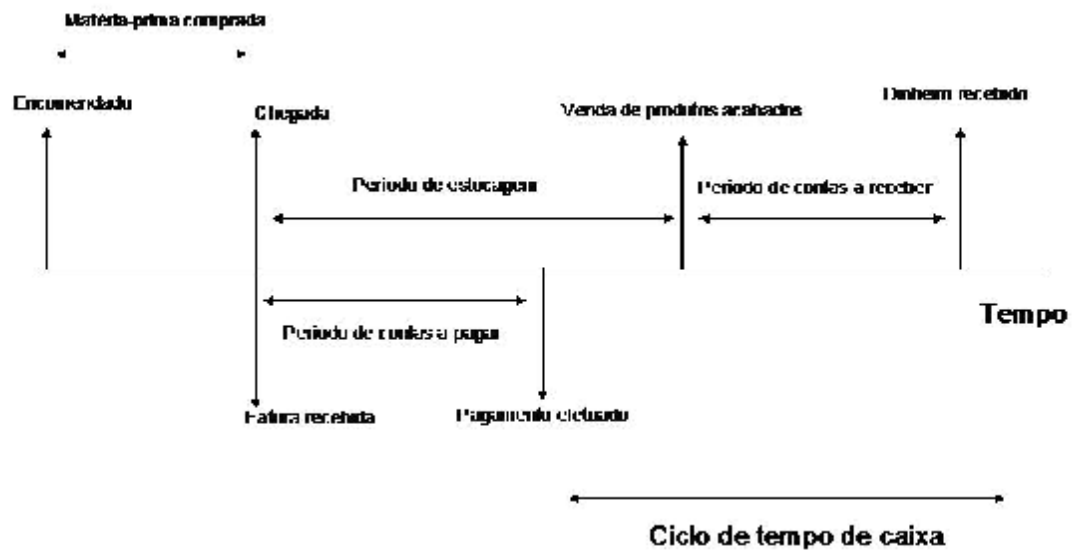 Matéria-prima comprada
Encomendado
Chegada
Venda de produtos acabados
Dinheiro recebido
Período de estocagem
Período de contas a receber
Tempo
Período de contas a pagar
Fatura recebida
Pagamento efetuado
Ciclo de tempo de caixa